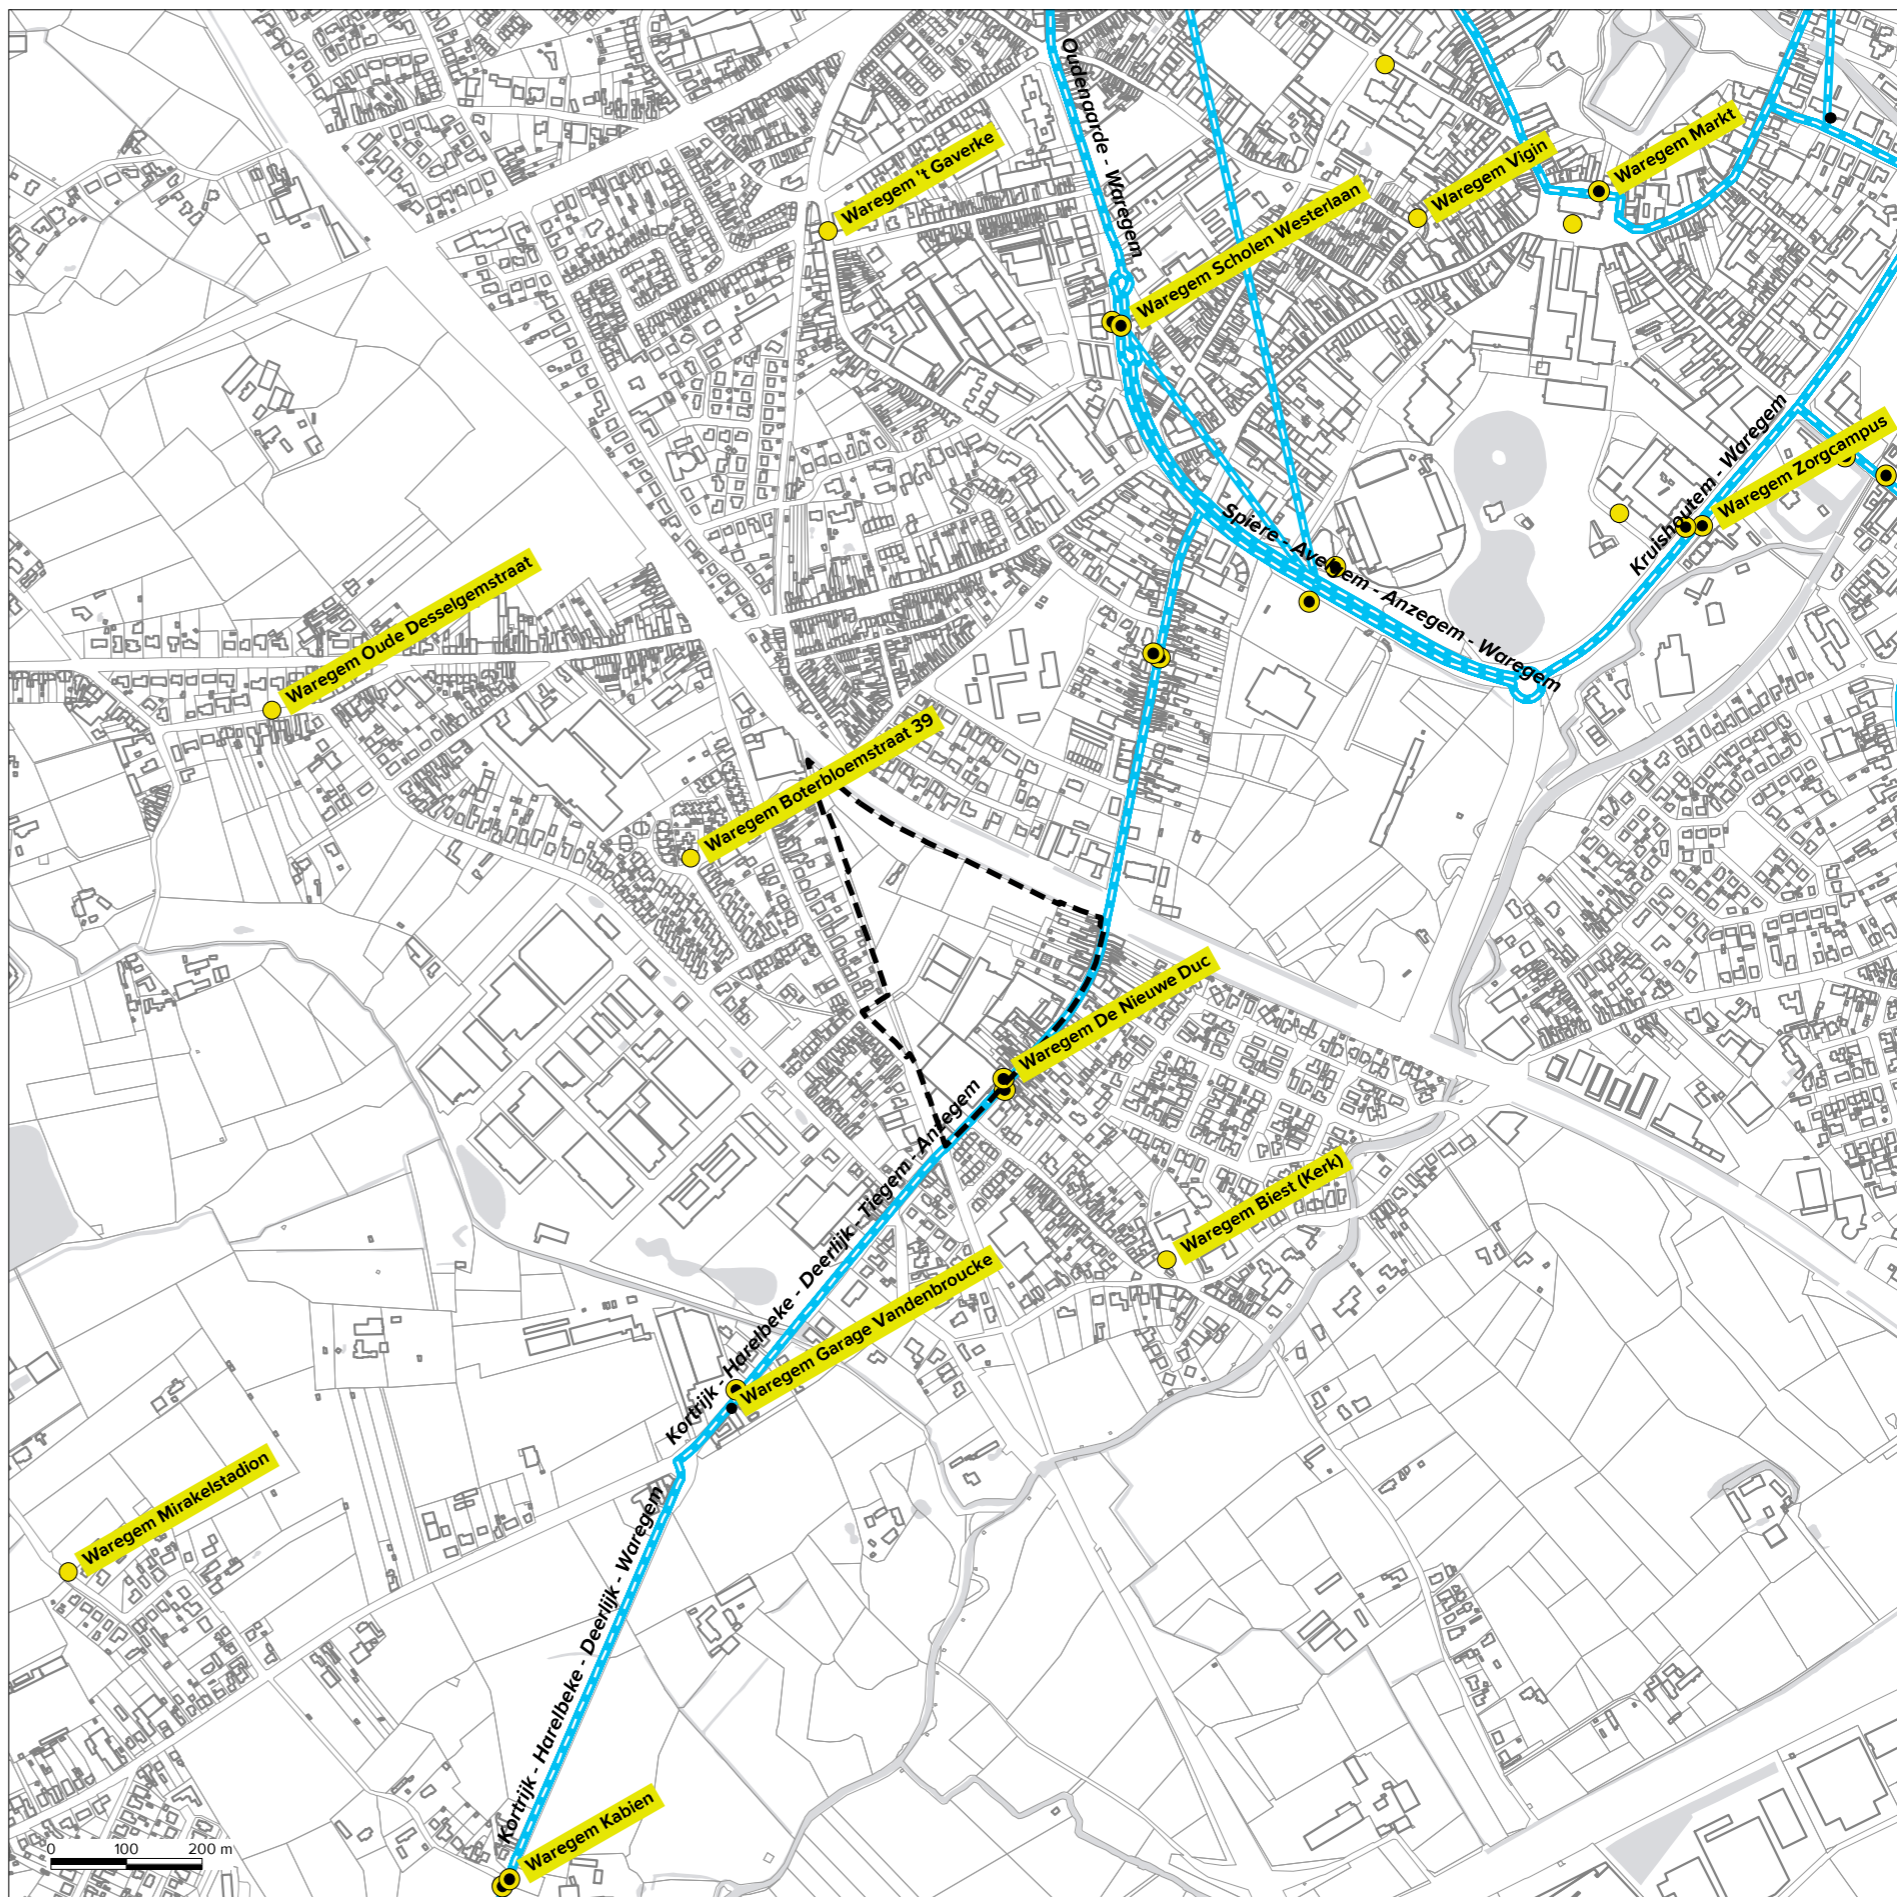 Oudenaarde - Waregem
Waregem 't Gaverke
Waregem Markt
Waregem Vigin
Waregem Scholen Westerlaan
Kruishoutem - Waregem
Waregem Zorgcampus
Spiere - Avelgem - Anzegem - Waregem
Waregem Oude Desselgemstraat
Waregem Boterbloemstraat 39
Waregem De Nieuwe Duc
Kortrijk - Harelbeke - Deerlijk - Tiegem - Anzegem
Waregem Biest (Kerk)
Waregem Garage Vandenbroucke
Waregem Mirakelstadion
Kortrijk - Harelbeke - Deerlijk - Waregem
Waregem Kabien
0 100 200 m